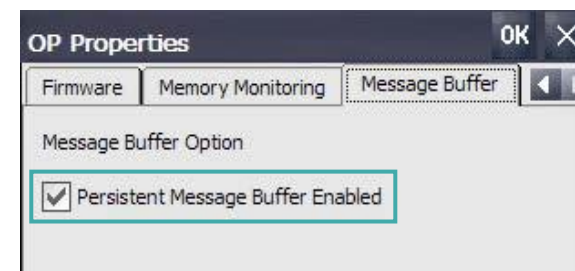 OP Properties OK
Firmware Memory Monitoring Message Buffer
Message Buffer Option
Persistent Message Buffer Enabled